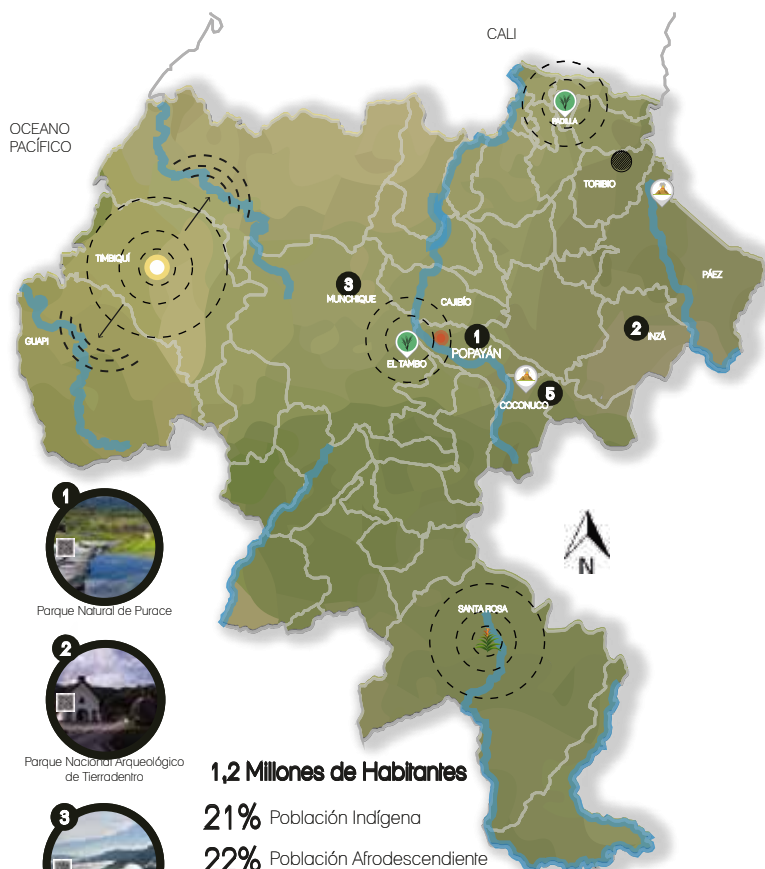 CALI
OCEANO
PACÍFICO
PADILLA
TORIBIO
TIMBIQUÍ
PÁEZ
3
MUNCHIQUE
CAJIBÍO
GUAPI
1
POPAYÁN
2
INZÁ
EL TAMBO
5
COCONUCO
N
1
Parque Natural de Purace
SANTA ROSA
2
Parque Nacional Arqueológico
de Tierradentro
1,2 Millones de Habitantes
3
21% Población Indígena
22% Población Afrodescendiente